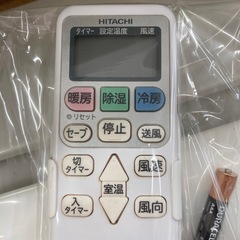 HITACHI
タイマー 設定温度 風速
暖房 除湿 冷房
リセット
セーブ 停止 送風
切タイマー 風速
室温
入タイマー 風向
DURACELL
AAA